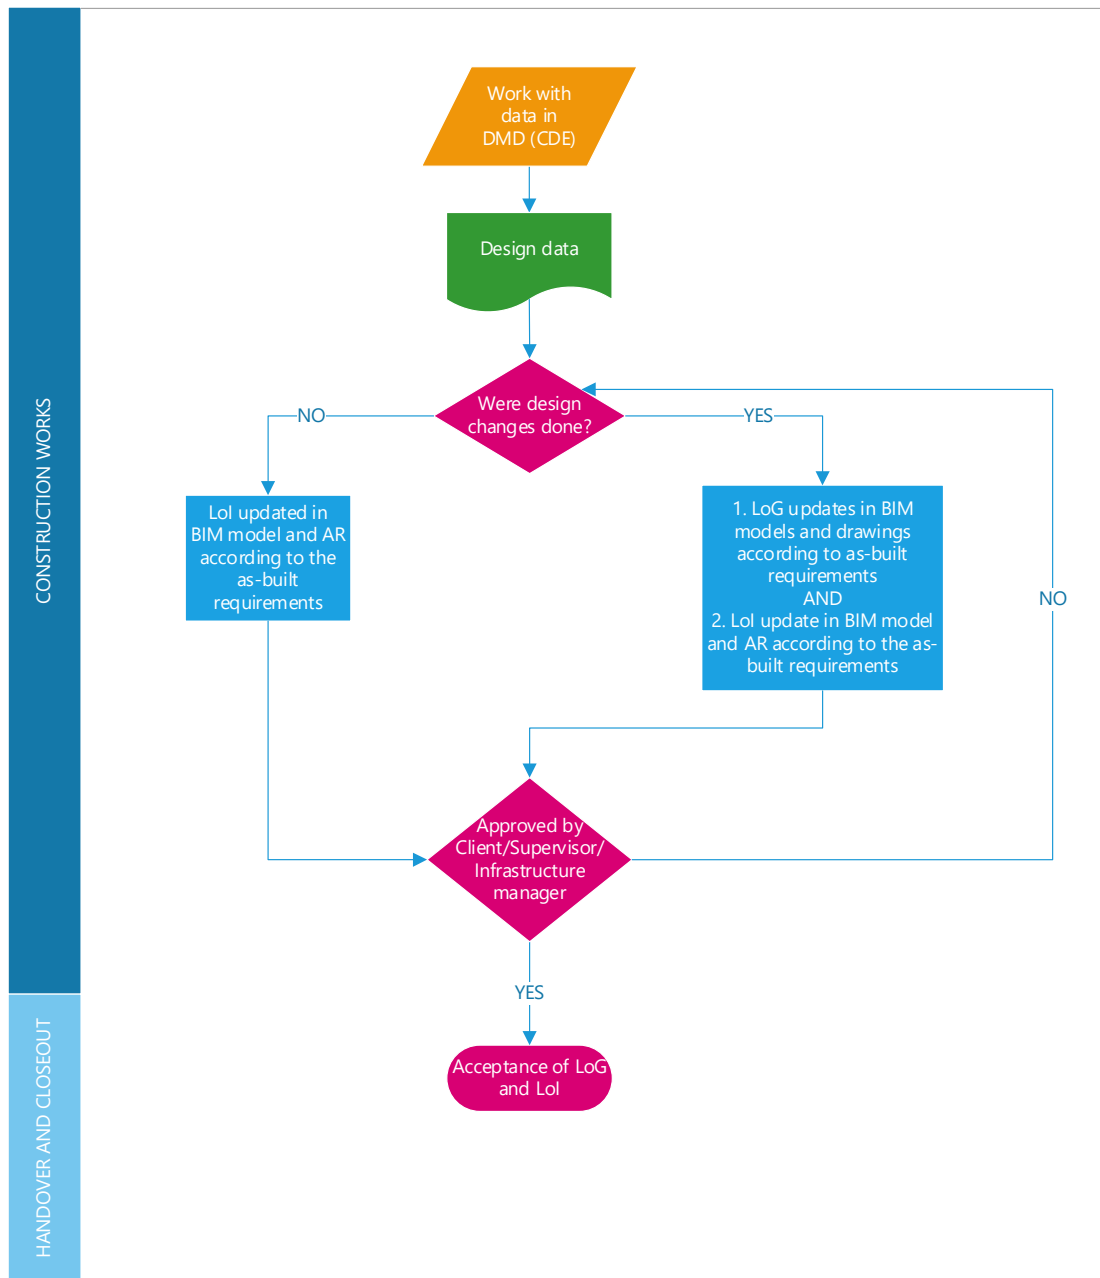 CONSTRUCTION WORKS
Work with
data in
DMD (CDE)
Design data
Were design
changes done?
NO
YES
LoI updated in
BIM model and AR
according to the
as-built
requirements
1. LoG updates in BIM
models and drawings
according to as-built
requirements
AND
2. LoI update in BIM model
and AR according to the as-
built requirements
NO
Approved by
Client/Supervisor/
Infrastructure
manager
YES
HANDOVER AND CLOSEOUT
Acceptance of LoG
and LoI